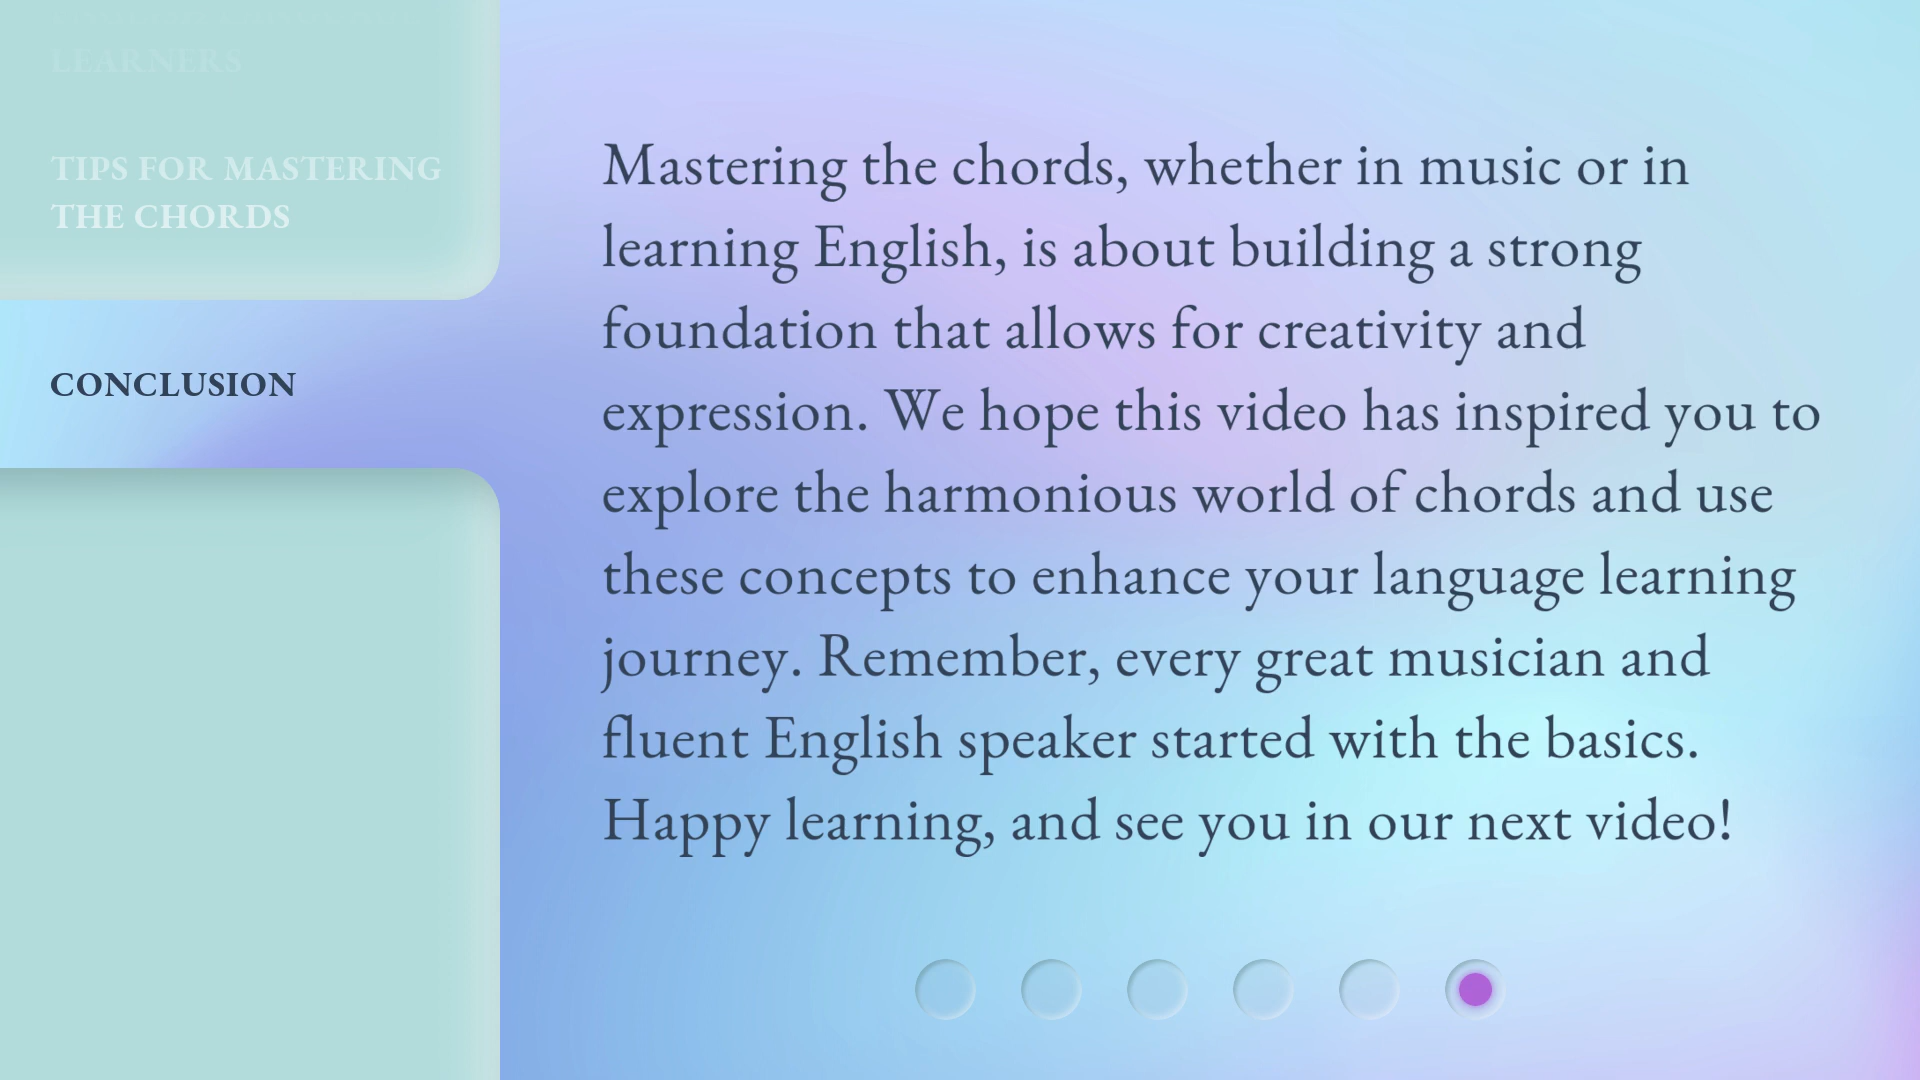 LEARNERS
TIPS FOR MASTERING
THE CHORDS
CONCLUSION
Mastering the chords, whether in music or in
learning English, is about building a strong
foundation that allows for creativity and
expression. We hope this video has inspired you to
explore the harmonious world of chords and use
these concepts to enhance your language learning
journey. Remember, every great musician and
fluent English speaker started with the basics.
Happy learning, and see you in our next video!